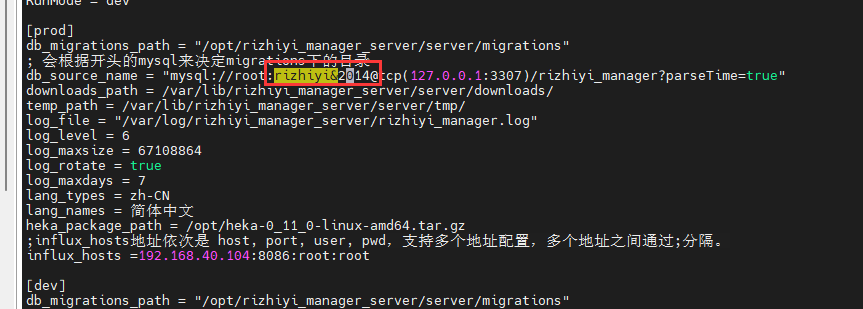 RunMode = dev
[prod]
db_migrations_path = "/opt/rizhiyi_manager_server/server/migrations"
; 会根据开头的mysql来决定migrations下的目录
db_source_name = "mysql://root:rizhiyi&2014@tcp(127.0.0.1:3307)/rizhiyi_manager?parseTime=true"
downloads_path = /var/lib/rizhiyi_manager_server/server/downloads/
temp_path = /var/lib/rizhiyi_manager_server/server/tmp/
log_file = "/var/log/rizhiyi_manager_server/rizhiyi_manager.log"
log_level = 6
log_maxsize = 67108864
log_rotate = true
log_maxdays = 7
lang_types = zh-CN
lang_names = 简体中文
heka_package_path = /opt/heka-0_11_0-linux-amd64.tar.gz
;influx_hosts地址依次是 host, port, user, pwd, 支持多个地址配置, 多个地址之间通过;分隔。
influx_hosts =192.168.40.104:8086:root:root
[dev]
db_migrations_path = "/opt/rizhiyi_manager_server/server/migrations"